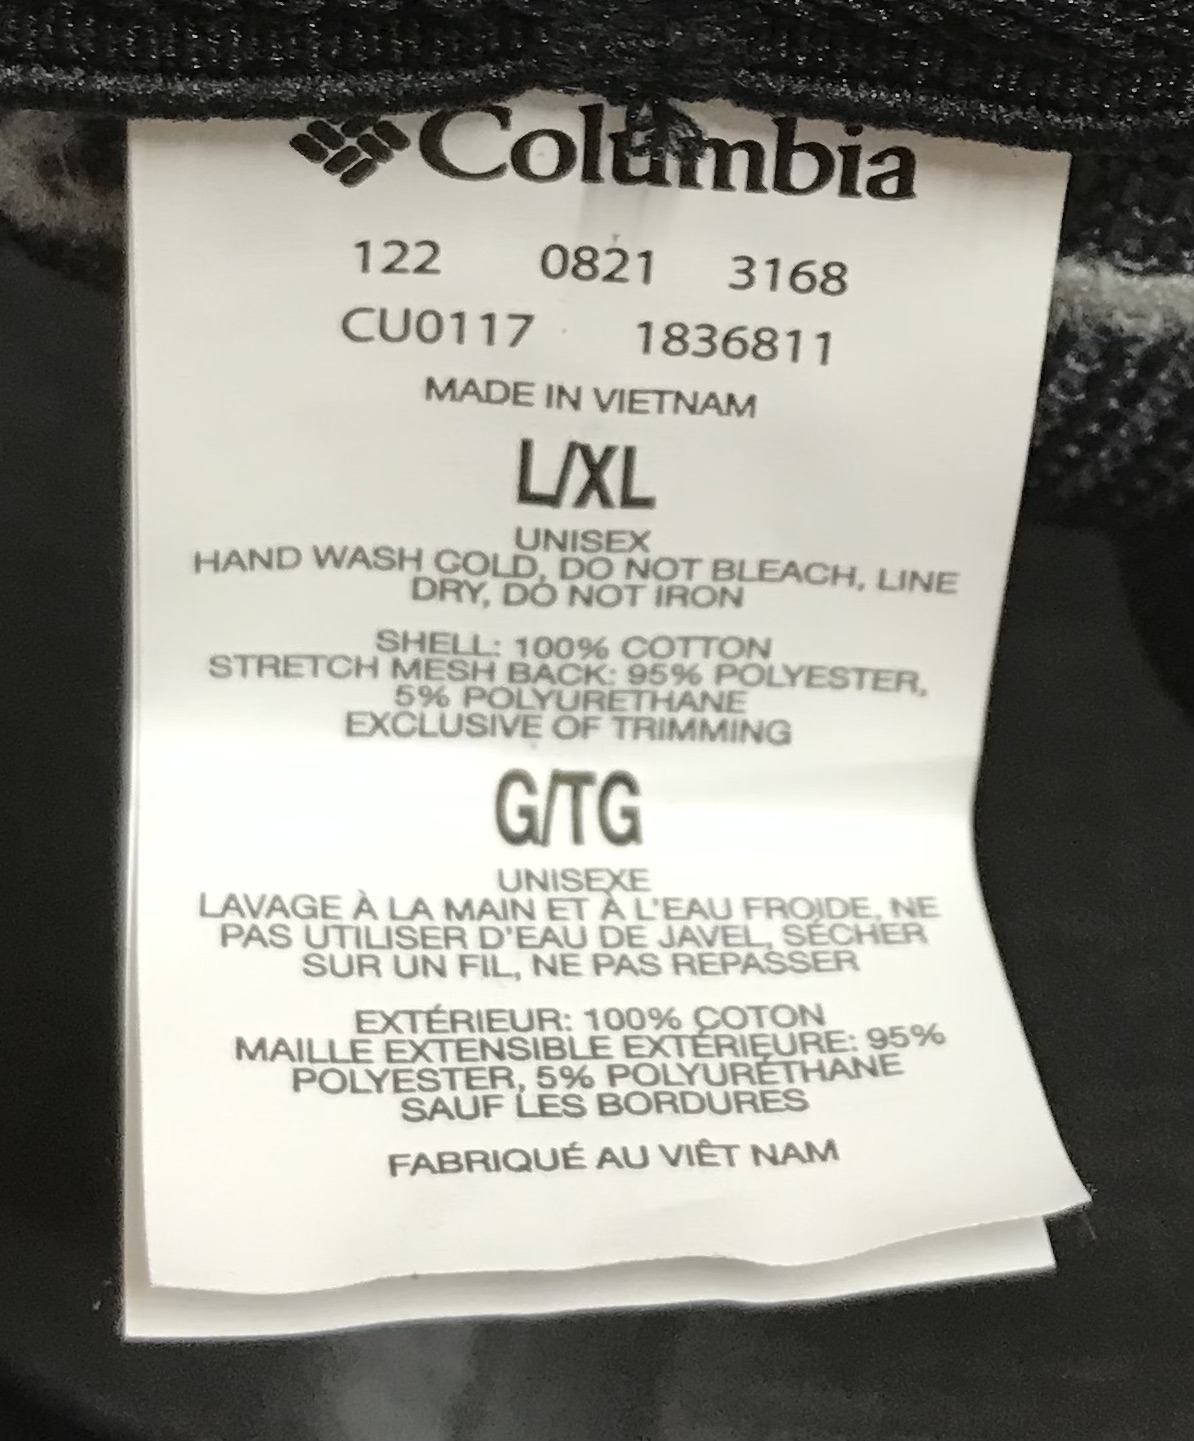 Columbia
122 0821 3168
CU0117 1836811
MADE IN VIETNAM
L/XL
UNISEX
HAND WASH COLD, DO NOT BLEACH, LINE
DRY, DO NOT IRON
SHELL: 100% COTTON
STRETCH MESH BACK: 95% POLYESTER,
5% POLYURETHANE
EXCLUSIVE OF TRIMMING
G/TG
UNISEXE
LAVAGE À LA MAIN ET À L'EAU FROIDE, NE
PAS UTILISER D'EAU DE JAVEL, SÉCHER
SUR UN FIL, NE PAS REPASSER
EXTÉRIEUR: 100% COTON
MAILLE EXTENSIBLE EXTÉRIEURE: 95%
POLYESTER, 5% POLYURÉTHANE
SAUF LES BORDURES
FABRIQUÉ AU VIÊT NAM